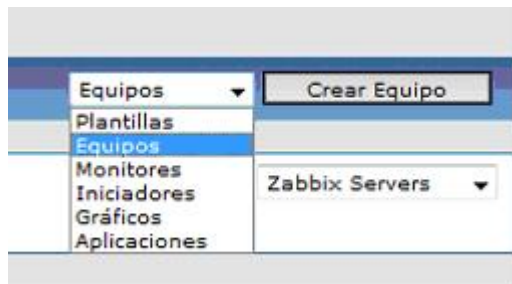 Equipos Crear Equipo
Plantillas
Equipos
Monitores
Iniciadores Zabbix Servers
Gráficos
Aplicaciones